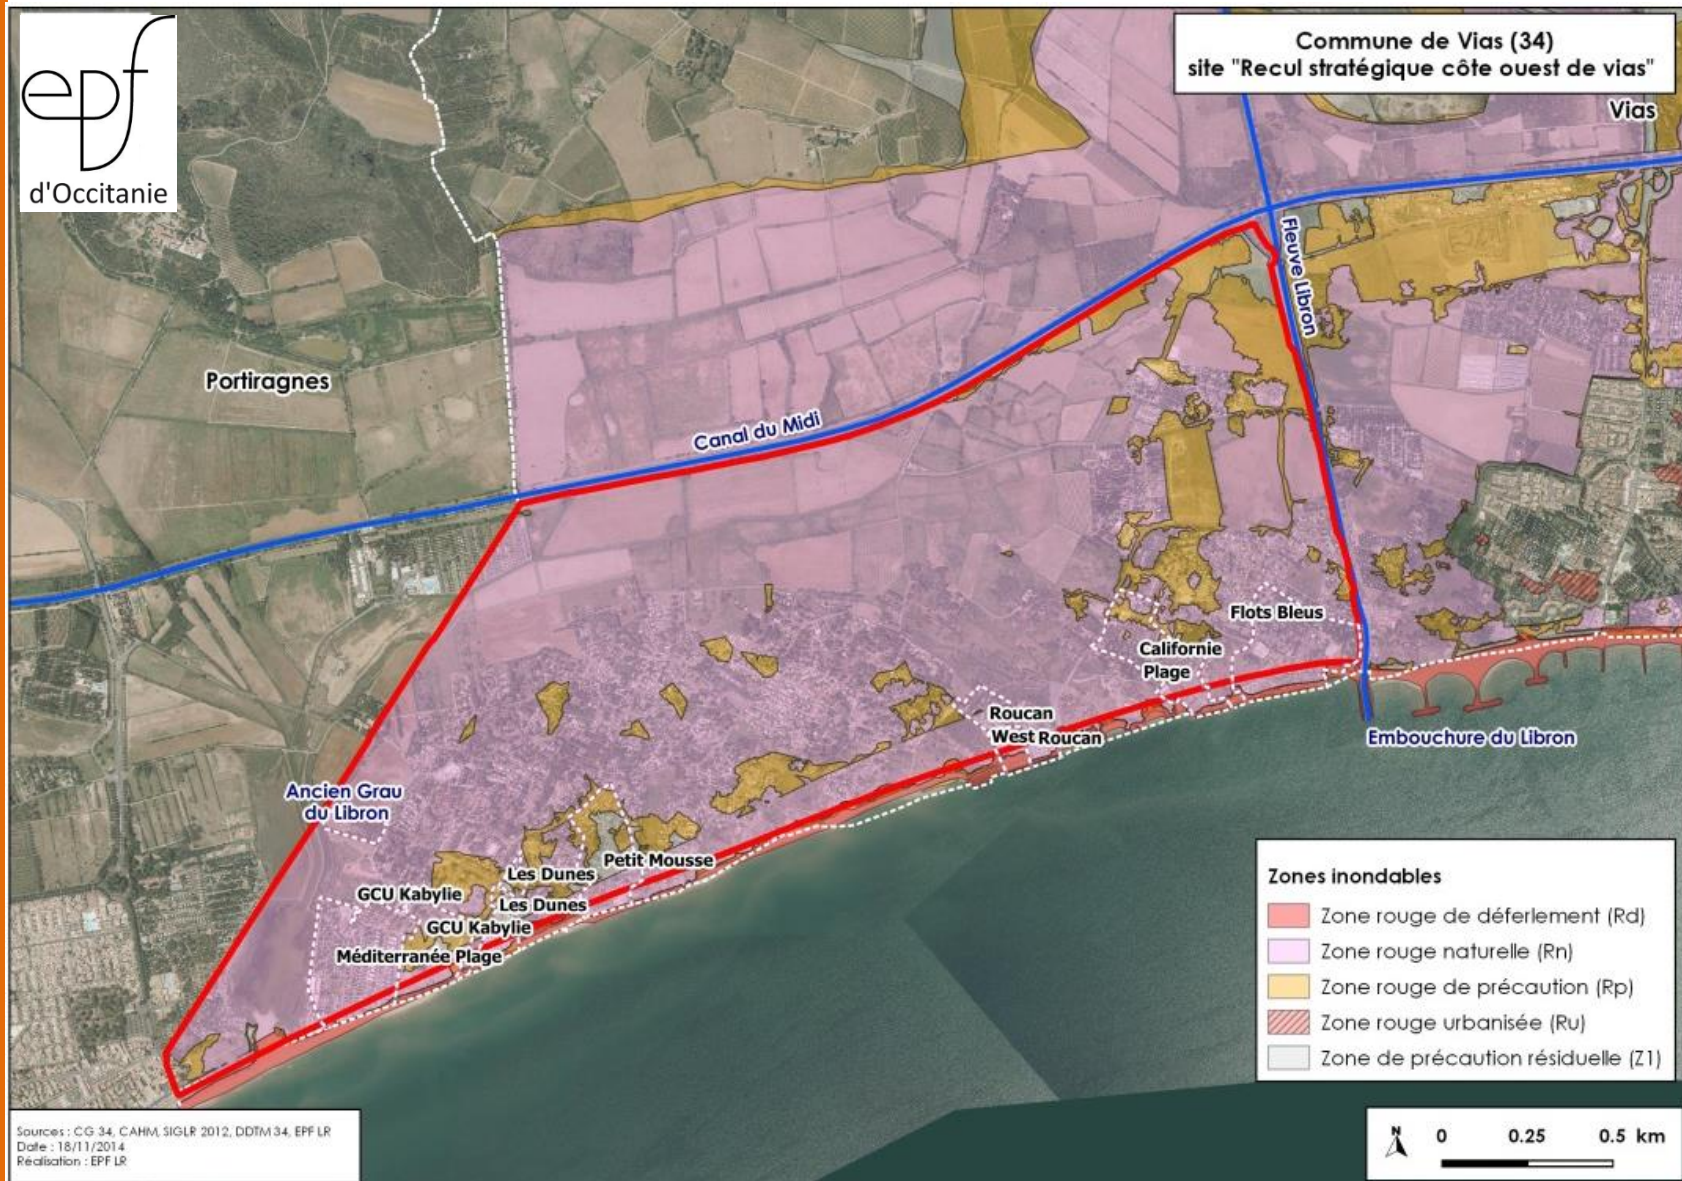 epf
d'Occitanie
Commune de Vias (34)
site "Recul stratégique côte ouest de vias"
Vias
Fleuve Libron
Portiragnes
Canal du Midi
Flots Bleus
Californie
Plage
Roucan
West Roucan
Embouchure du Libron
Ancien Grau
du Libron
Petit Mousse
Les Dunes
GCU Kabylie
Les Dunes
GCU Kabylie
Méditerranée Plage
Zones inondables
Zone rouge de déferlement (Rd)
Zone rouge naturelle (Rn)
Zone rouge de précaution (Rp)
Zone rouge urbanisée (Ru)
Zone de précaution résiduelle (Z1)
Sources : CG 34, CAHM, SIGLR 2012, DDTM 34, EPF LR
Date : 18/11/2014
Réalisation : EPF LR
N
0 0.25 0.5 km